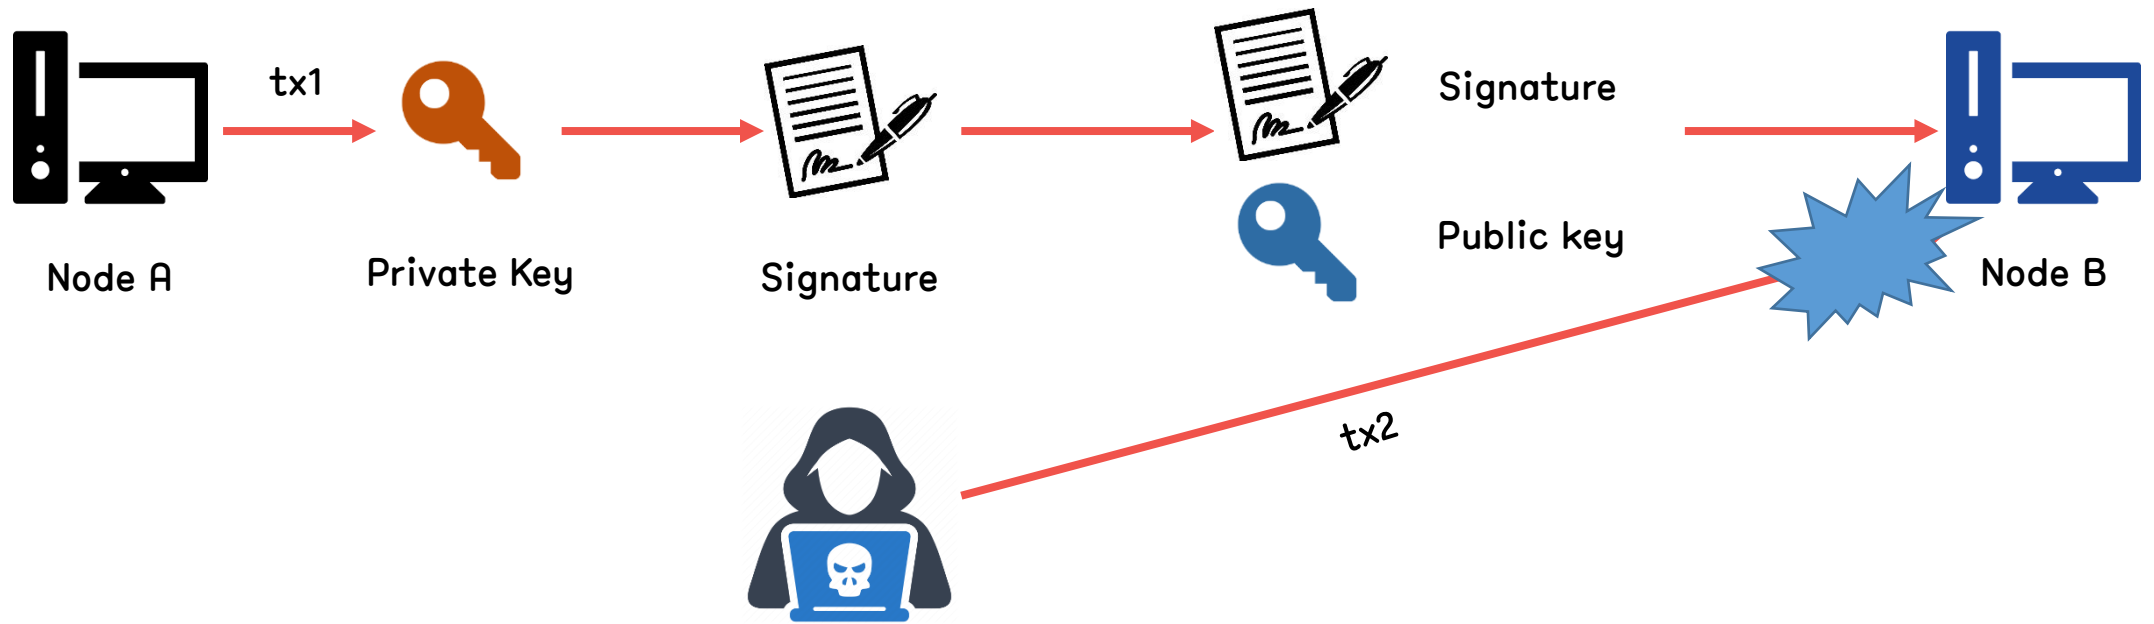 tx1
Signature
Public key
Node A
Private Key
Signature
Node B
tx2